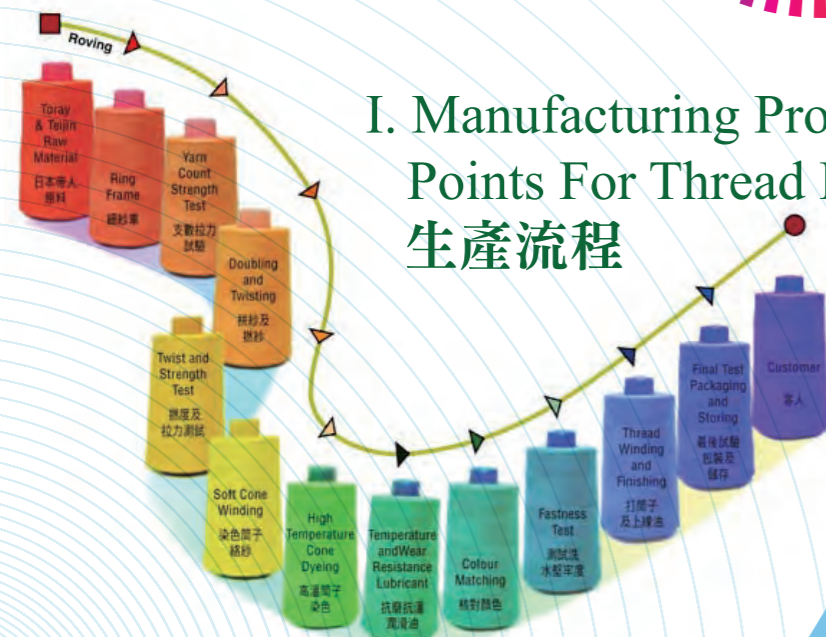 Roving
I. Manufacturing Pro
Points For Thread
生產流程
Toray
& Teijin
Raw
Material
日本帝人
原料
Ring
Frame
細紗車
Yarn
Count
Strength
Test
支數拉力
試驗
Doubling
and
Twisting
併紗及
撚紗
Twist and
Strength
Test
撚度及
拉力測試
Soft Cone
Winding
染色筒子
絡紗
High
Temperature
Cone
Dyeing
高溫筒子
染色
Temperature
andWear
Resistance
Lubricant
抗磨抗溫
潤滑油
Colour
Matching
核對顏色
Fastness
Test
測試洗
水堅牢度
Thread
Winding
and
Finishing
打筒子
及上線油
Final Test
Packaging
and
Storing
最後試驗
包裝及
儲存
Customer
客人